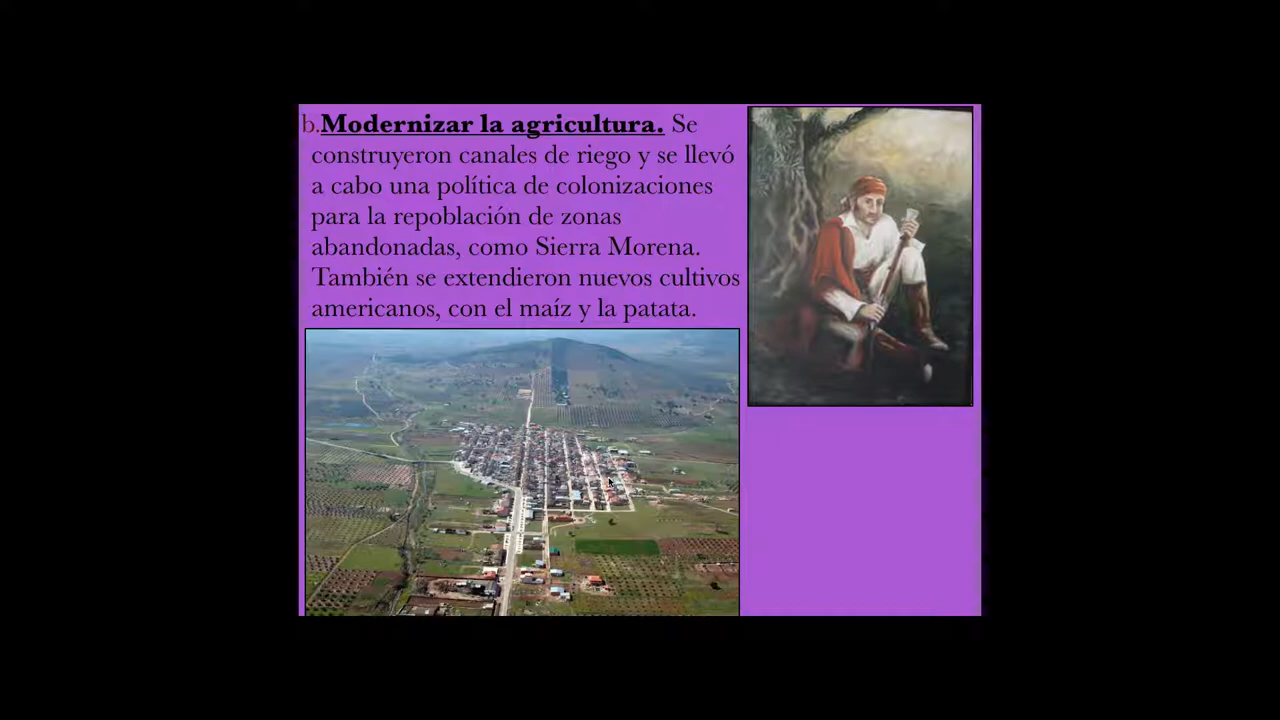 b.Modernizar la agricultura. Se
construyeron canales de riego y se llevó
a cabo una política de colonizaciones
para la repoblación de zonas
abandonadas, como Sierra Morena.
También se extendieron nuevos cultivos
americanos, con el maíz y la patata.